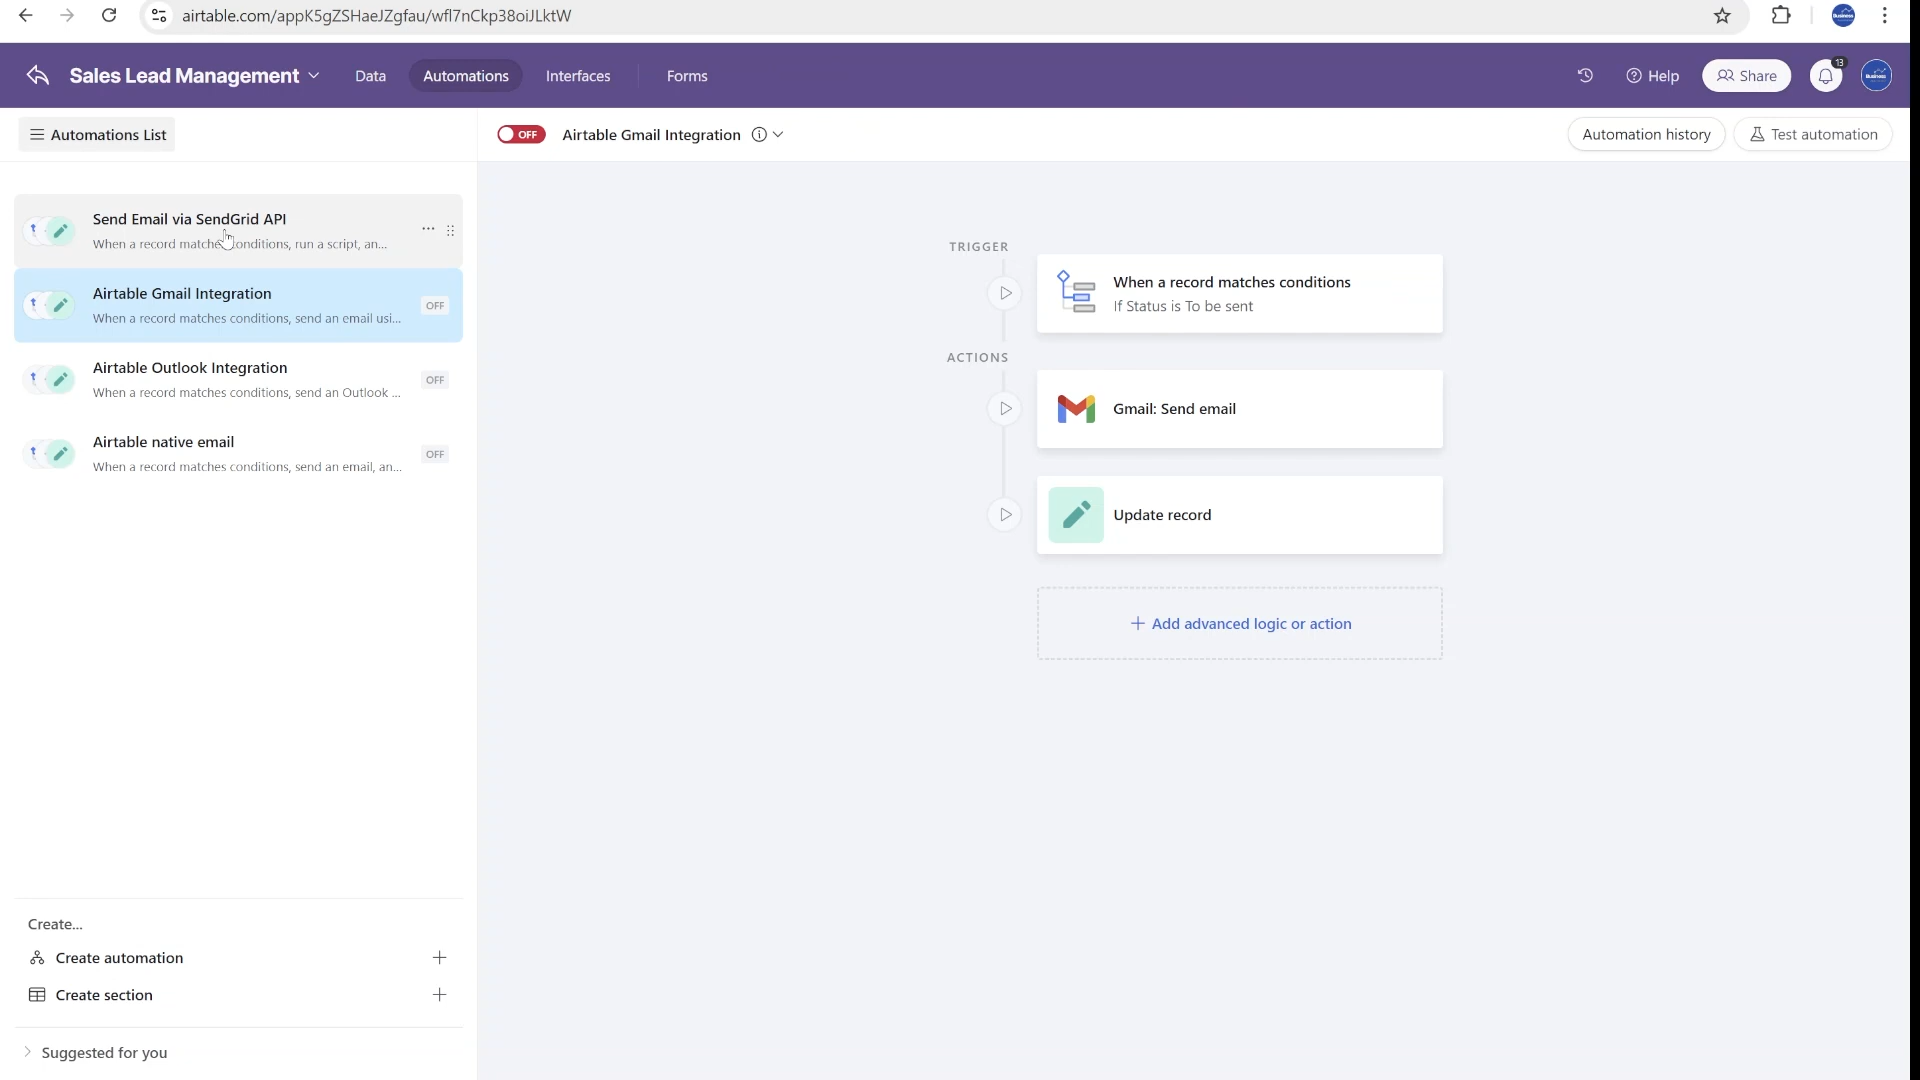 airtable.com/appK5gZSHaeJZgfau/wfl7nCkp38oiJLktW
Sales Lead Management
Data
Automations
Interfaces
Forms
Help
Share
13
Automations List
OFF
Airtable Gmail Integration
Automation history
Test automation
Send Email via SendGrid API
When a record matches conditions, run a script, an...
Airtable Gmail Integration
When a record matches conditions, send an email usi...
OFF
Airtable Outlook Integration
When a record matches conditions, send an Outlook ...
OFF
Airtable native email
When a record matches conditions, send an email, an...
OFF
TRIGGER
When a record matches conditions
If Status is To be sent
ACTIONS
Gmail: Send email
Update record
+ Add advanced logic or action
Create...
Create automation
Create section
Suggested for you